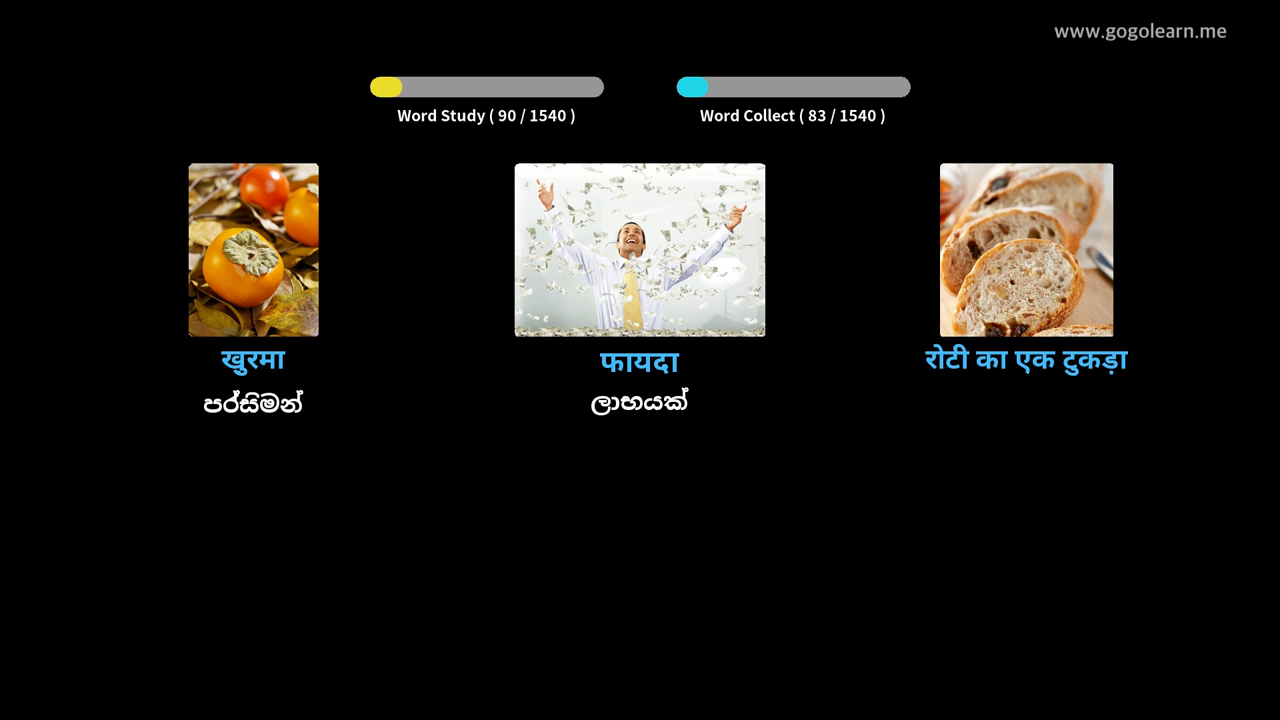 www.gogolearn.me
Word Study ( 90 / 1540 )
Word Collect ( 83 / 1540 )
खुरमा
फायदा
रोटी का एक टुकड़ा
පර්සිමන්
ලාභයක්